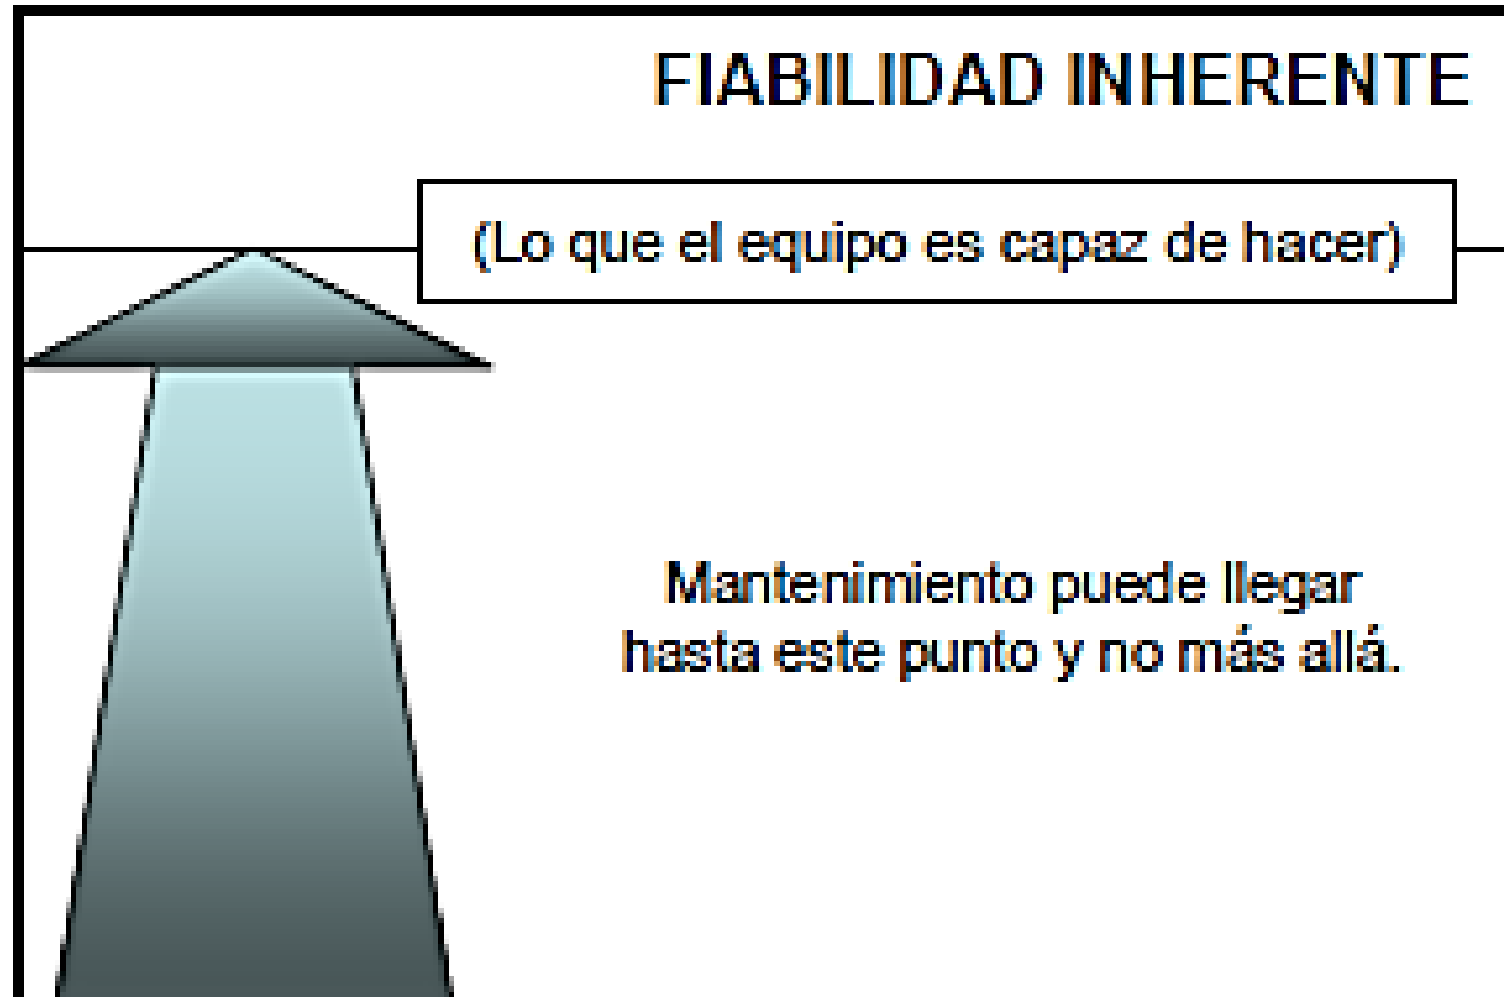 FIABILIDAD INHERENTE
(Lo que el equipo es capaz de hacer)
Mantenimiento puede llegar
hasta este punto y no más allá.